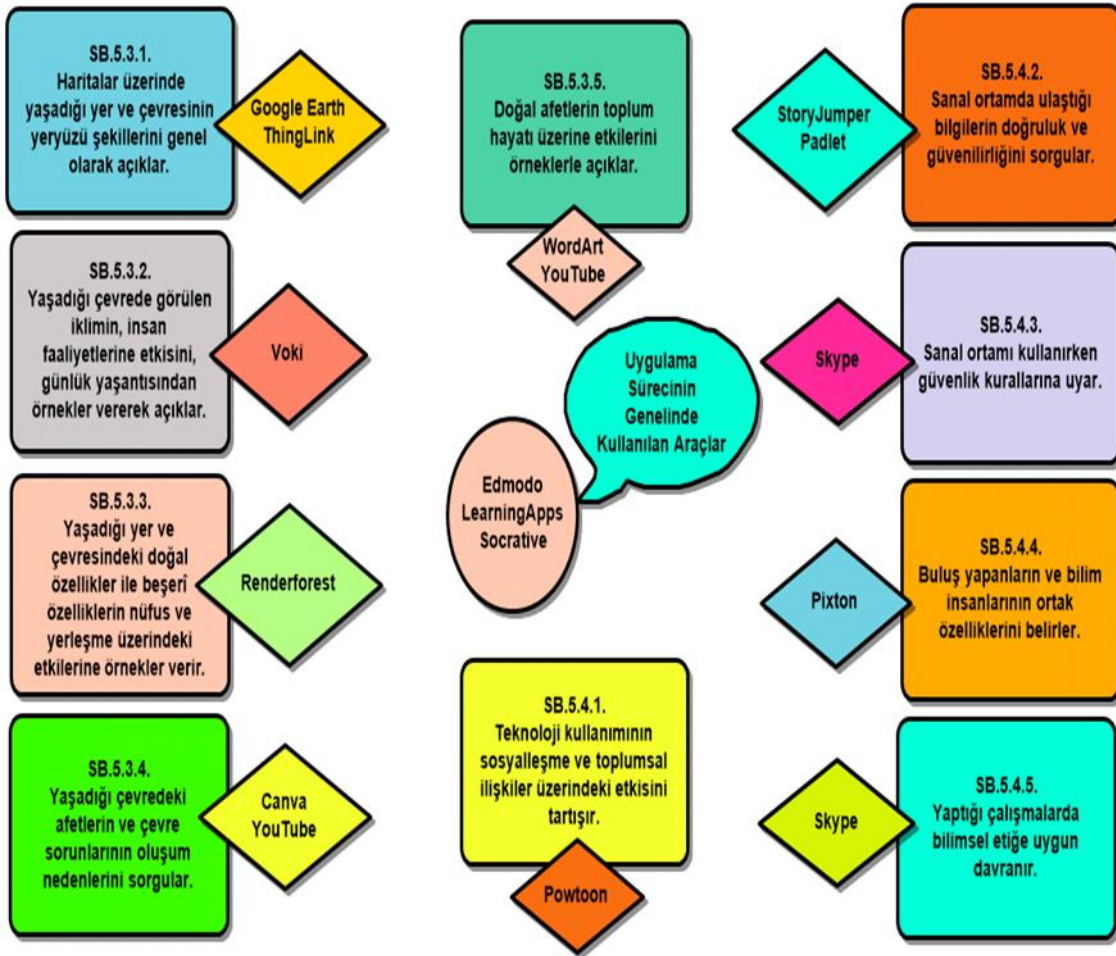 SB.5.3.1.
Haritalar üzerinde
yaşadığı yer ve çevresinin
yeryüzü şekillerini genel
olarak açıklar.
Google Earth
ThingLink
SB.5.3.2.
Yaşadığı çevrede görülen
iklimin, insan
faaliyetlerine etkisini,
günlük yaşantısından
örnekler vererek açıklar.
Voki
SB.5.3.3.
Yaşadığı yer ve
çevresindeki doğal
özellikler ile beşerî
özelliklerin nüfus ve
yerleşme üzerindeki
etkilerine örnekler verir.
Renderforest
SB.5.3.4.
Yaşadığı çevredeki
afetlerin ve çevre
sorunlarının oluşum
nedenlerini sorgular.
Canva
YouTube
SB.5.3.5.
Doğal afetlerin toplum
hayatı üzerine etkilerini
örneklerle açıklar.
WordArt
YouTube
Uygulama
Sürecinin
Genelinde
Kullanılan Araçlar
Edmodo
LearningApps
Socrative
SB.5.4.1.
Teknoloji kullanımının
sosyalleşme ve toplumsal
ilişkiler üzerindeki etkisini
tartışır.
Powtoon
StoryJumper
Padlet
SB.5.4.2.
Sanal ortamda ulaştığı
bilgilerin doğruluk ve
güvenilirliğini sorgular.
Skype
SB.5.4.3.
Sanal ortamı kullanırken
güvenlik kurallarına uyar.
Pixton
SB.5.4.4.
Buluş yapanların ve bilim
insanlarının ortak
özelliklerini belirler.
Skype
SB.5.4.5.
Yaptığı çalışmalarda
bilimsel etiğe uygun
davranır.